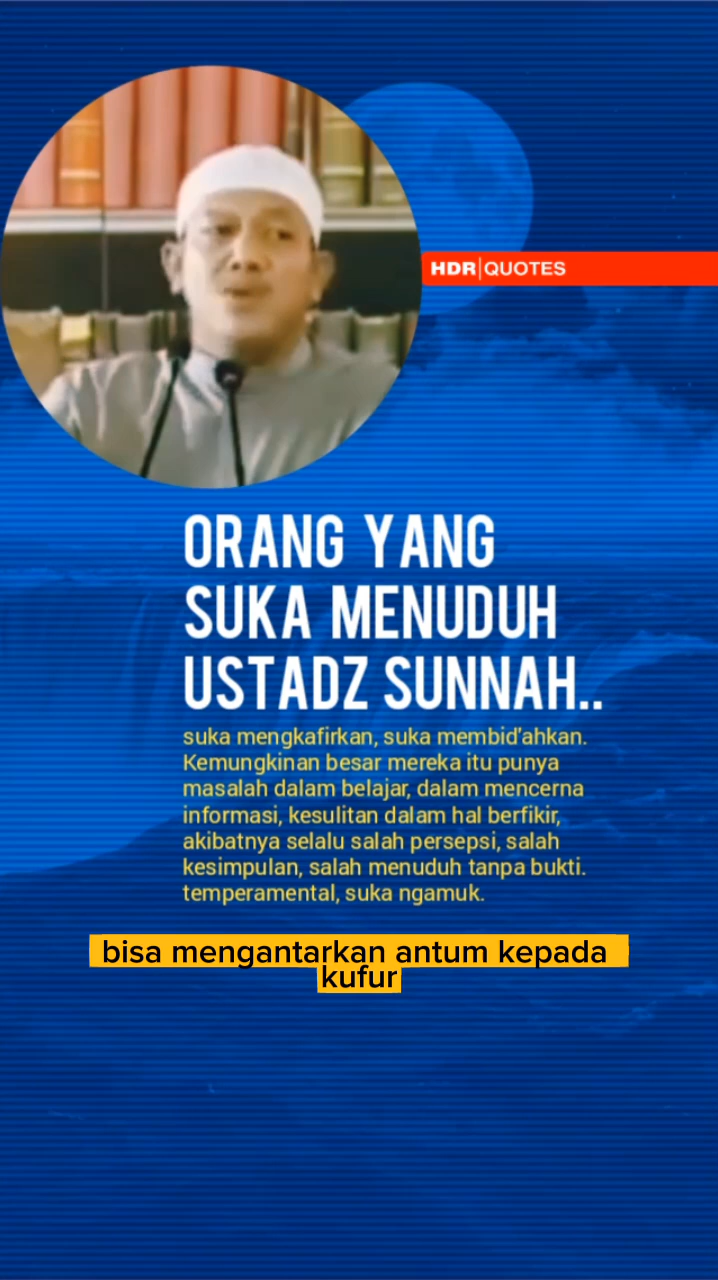 HDR|QUOTES
ORANG YANG
SUKA MENUDUH
USTADZ SUNNAH..
suka mengkafirkan, suka membid'ahkan.
Kemungkinan besar mereka itu punya
masalah dalam belajar, dalam mencerna
informasi, kesulitan dalam hal berfikir,
akibatnya selalu salah persepsi, salah
kesimpulan, salah menuduh tanpa bukti.
temperamental, suka ngamuk.
bisa mengantarkan antum kepada
kufur